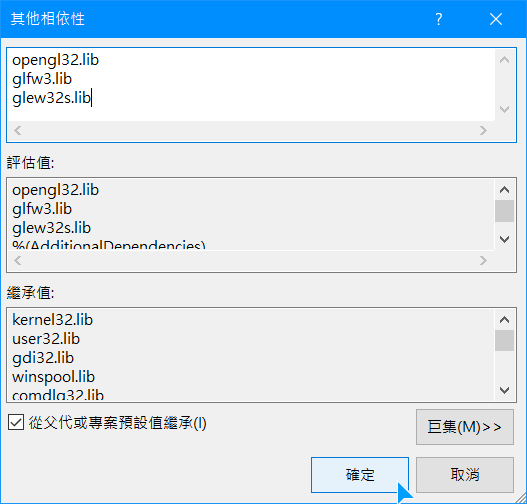 其他相依性
?
opengl32.lib
glfw3.lib
glew32s.lib
評估值:
opengl32.lib
glfw3.lib
glew32s.lib
%(AdditionalDependencies)
繼承值:
kernel32.lib
user32.lib
gdi32.lib
winspool.lib
comdlg32.lib
從父代或專案預設值繼承(I)
巨集(M)>>
確定
取消